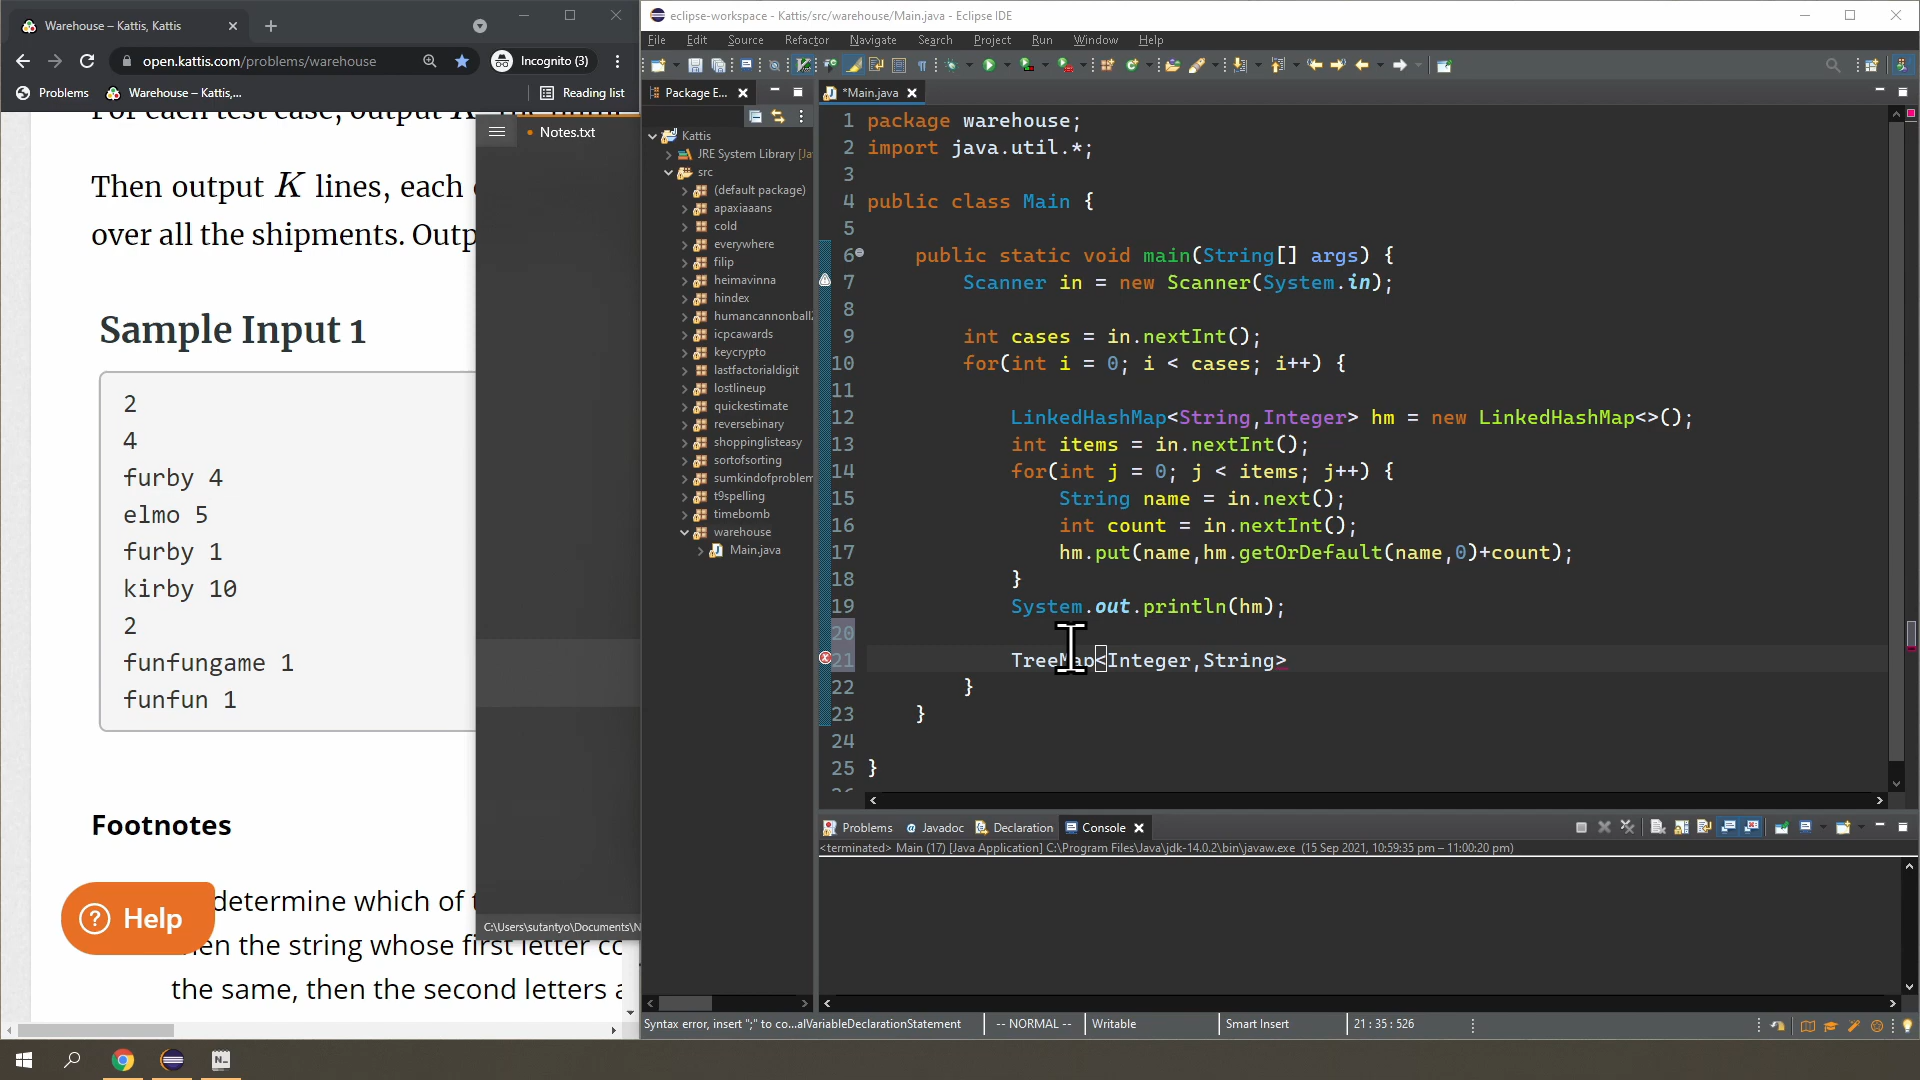 Warehouse – Kattis, Kattis
open.kattis.com/problems/warehouse
Incognito (3)
Problems
Warehouse – Kattis,...
Reading list
For each test case, output K
Then output K lines, each
over all the shipments. Outp
Sample Input 1
2
4
furby 4
elmo 5
furby 1
kirby 10
2
funfungame 1
funfun 1
Footnotes
determine which of
en the string whose first letter co
the same, then the second letters a
Help
Notes.txt
C:\Users\sutantyo\Documents\N
eclipse-workspace - Kattis/src/warehouse/Main.java - Eclipse IDE
File Edit Source Refactor Navigate Search Project Run Window Help
Package E...
Kattis
JRE System Library [Ja
src
(default package)
apaxiaaans
cold
everywhere
filip
heimavinna
hindex
humancannonball
icpcawards
keycrypto
lastfactorialdigit
lostlineup
quickestimate
reversebinary
shoppinglisteasy
sortofsorting
sumkindofproblem
t9spelling
timebomb
warehouse
Main.java
*Main.java
1 package warehouse;
2 import java.util.*;
3
4 public class Main {
5
6 public static void main(String[] args) {
7 Scanner in = new Scanner(System.in);
8
9 int cases = in.nextInt();
10 for(int i = 0; i < cases; i++) {
11
12 LinkedHashMap<String,Integer> hm = new LinkedHashMap<>();
13 int items = in.nextInt();
14 for(int j = 0; j < items; j++) {
15 String name = in.next();
16 int count = in.nextInt();
17 hm.put(name,hm.getOrDefault(name,0)+count);
18 }
19 System.out.println(hm);
20
21 TreeMap<Integer,String>
22 }
23 }
24
25 }
Problems Javadoc Declaration Console
<terminated> Main (17) [Java Application] C:\Program Files\Java\jdk-14.0.2\bin\javaw.exe (15 Sep 2021, 10:59:35 pm – 11:00:20 pm)
Syntax error, insert ";" to co...alVariableDeclarationStatement
-- NORMAL --
Writable
Smart Insert
21 : 35 : 526